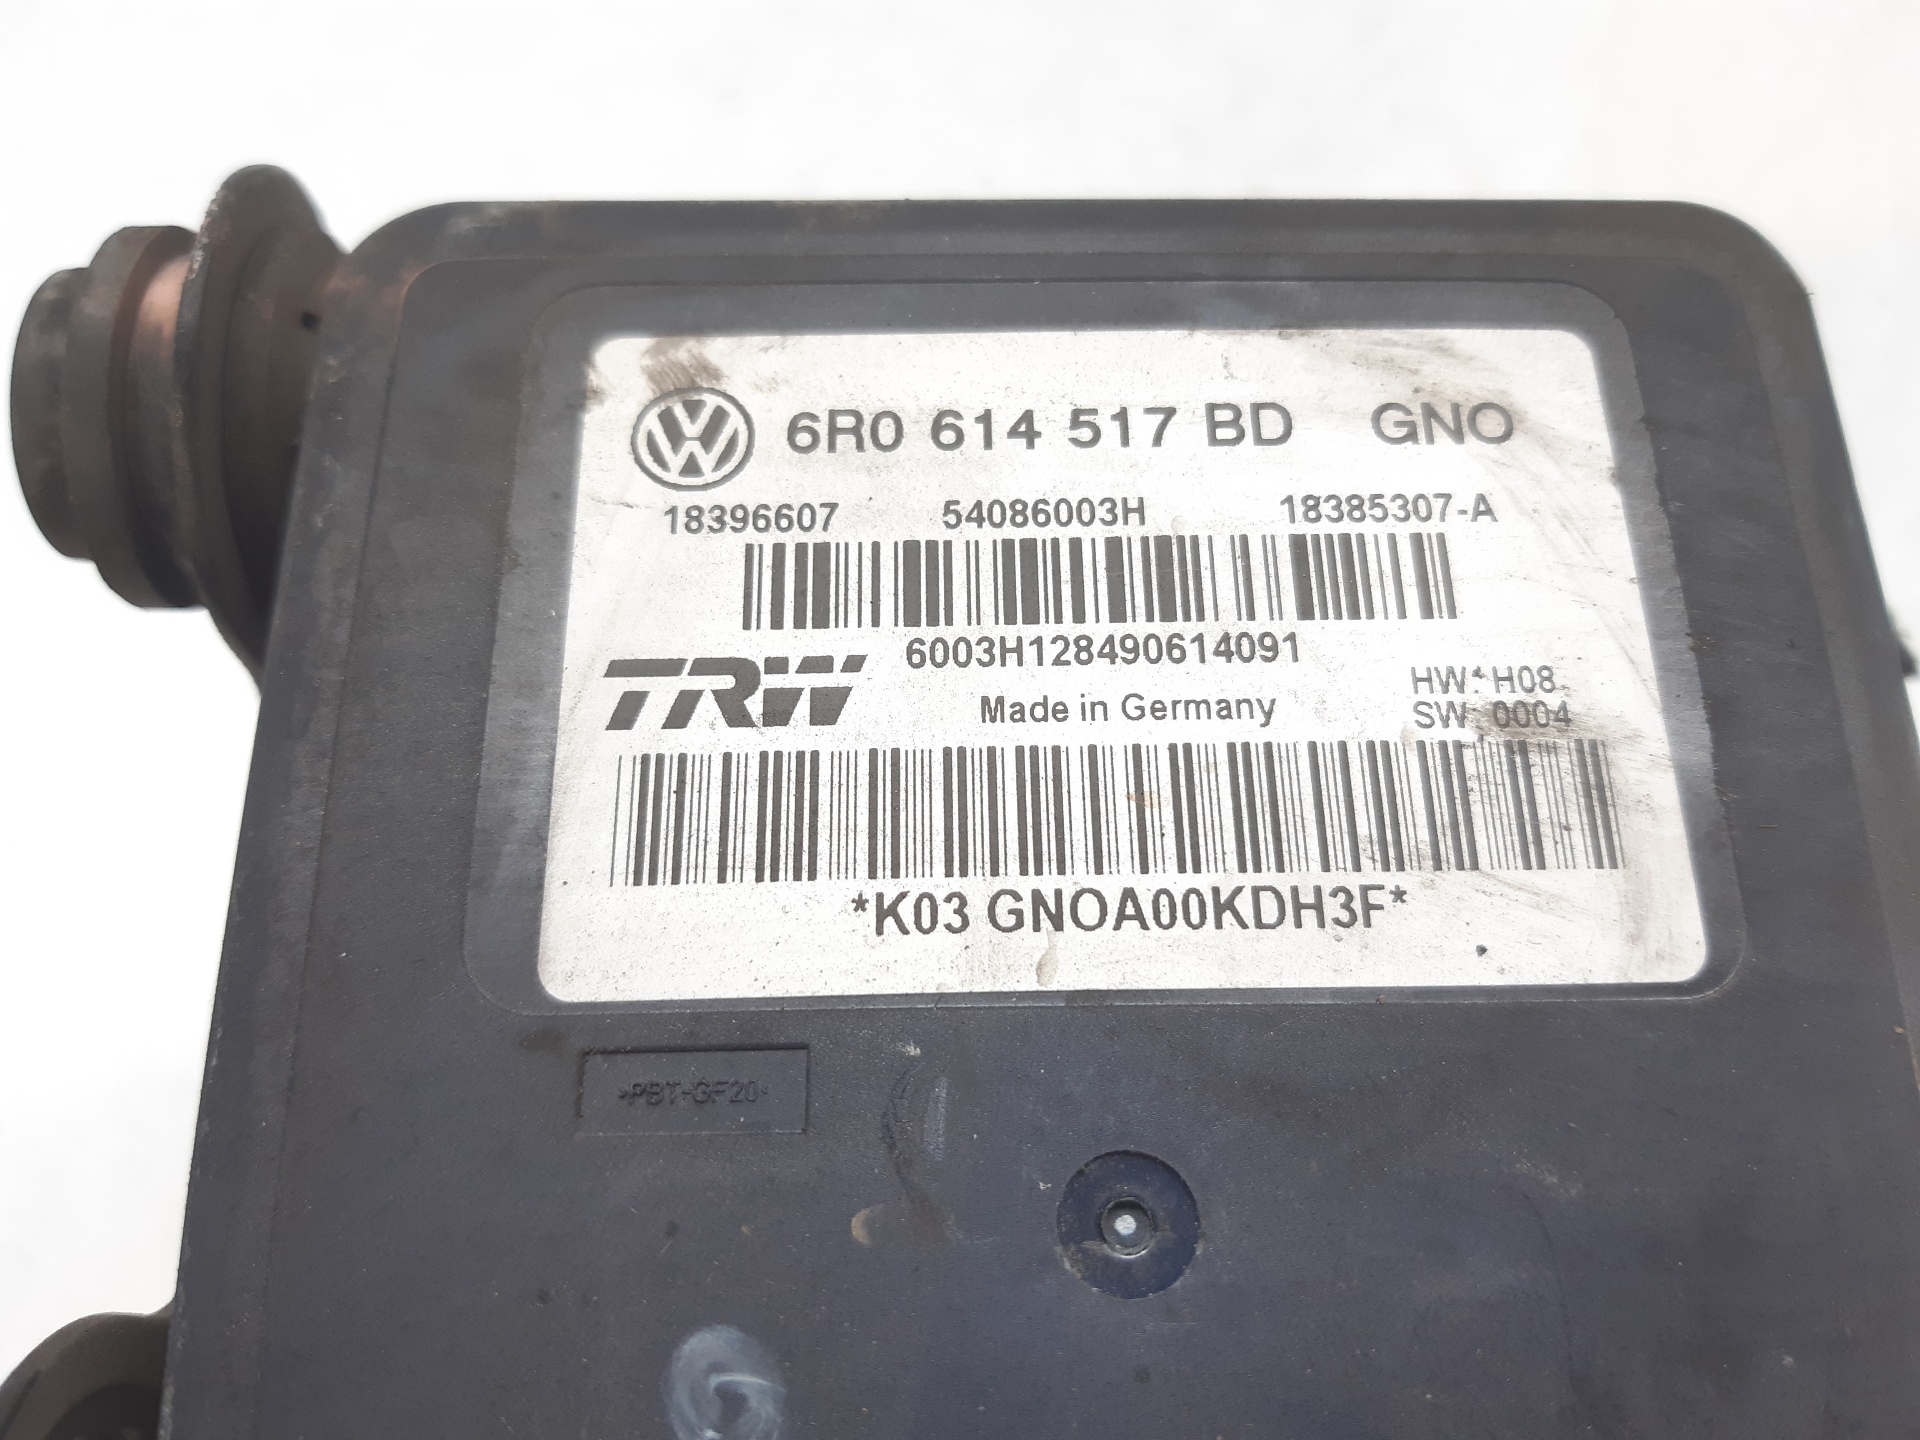 6R0 614 517 BD GNO
18396607 54086003H 18385307-A
6003H128490614091
TRW
Made in Germany
HW: H08
SW: 0004
*K03 GNOA00KDH3F*
>PBT-GF20<